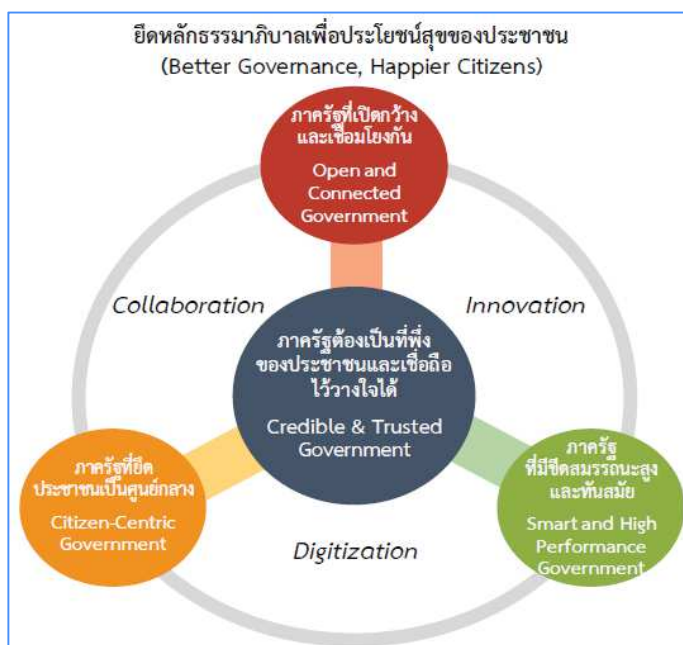 ยึดหลักธรรมาภิบาลเพื่อประโยชน์สุขของประชาชน
(Better Governance, Happier Citizens)
ภาครัฐที่เปิดกว้าง
และเชื่อมโยงกัน
Open and
Connected
Government
Collaboration
Innovation
ภาครัฐต้องเป็นที่พึ่ง
ของประชาชนและเชื่อถือ
ไว้วางใจได้
Credible & Trusted
Government
ภาครัฐที่ยึด
ประชาชนเป็นศูนย์กลาง
Citizen-Centric
Government
ภาครัฐ
ที่มีขีดสมรรถนะสูง
และทันสมัย
Smart and High
Performance
Government
Digitization